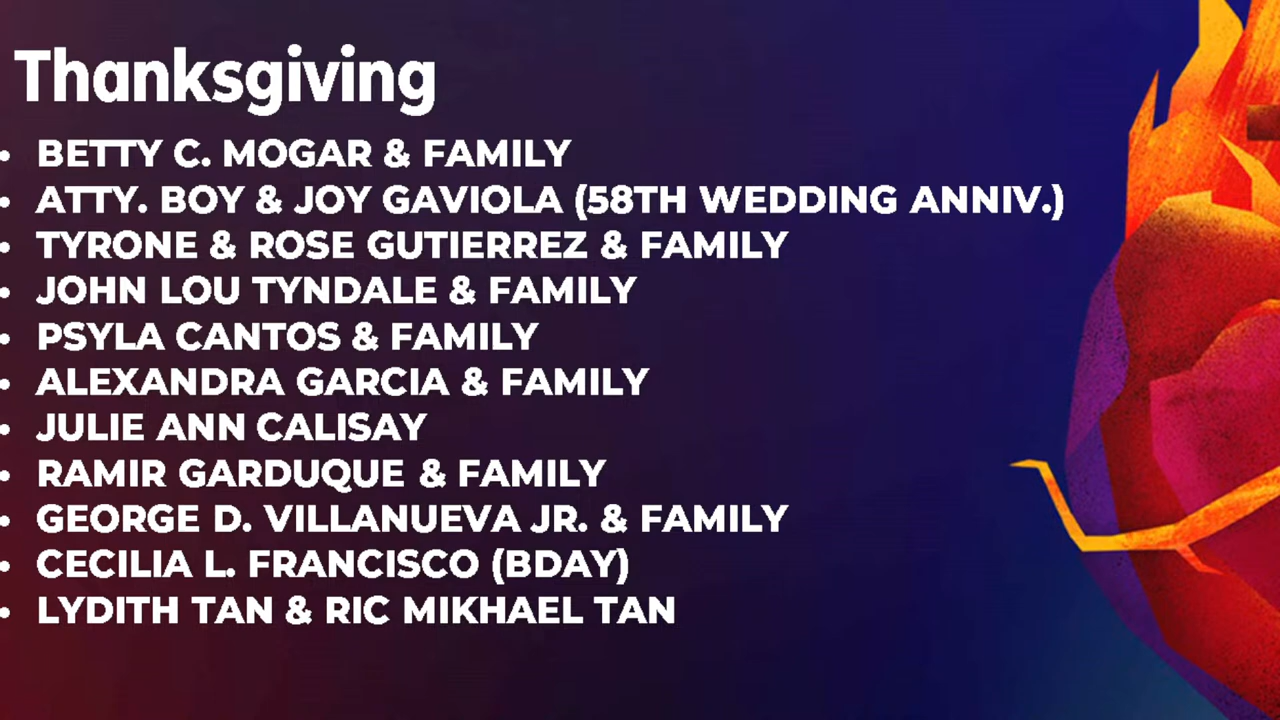 Thanksgiving
• BETTY C. MOGAR & FAMILY
• ATTY. BOY & JOY GAVIOLA (58TH WEDDING ANNIV.)
• TYRONE & ROSE GUTIERREZ & FAMILY
• JOHN LOU TYNDALE & FAMILY
• PSYLA CANTOS & FAMILY
• ALEXANDRA GARCIA & FAMILY
• JULIE ANN CALISAY
• RAMIR GARDUQUE & FAMILY
• GEORGE D. VILLANUEVA JR. & FAMILY
• CECILIA L. FRANCISCO (BDAY)
• LYDITH TAN & RIC MIKHAEL TAN